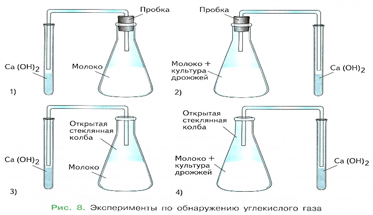 Пробка
Ca (OH)2
Молоко
1)
Пробка
Молоко +
культура
дрожжей
Ca (OH)2
2)
Открытая
стеклянная
колба
Ca (OH)2
Молоко
3)
Открытая
стеклянная
колба
Молоко +
культура
дрожжей
Ca (OH)2
4)
Рис. 8. Эксперименты по обнаружению углекислого газа